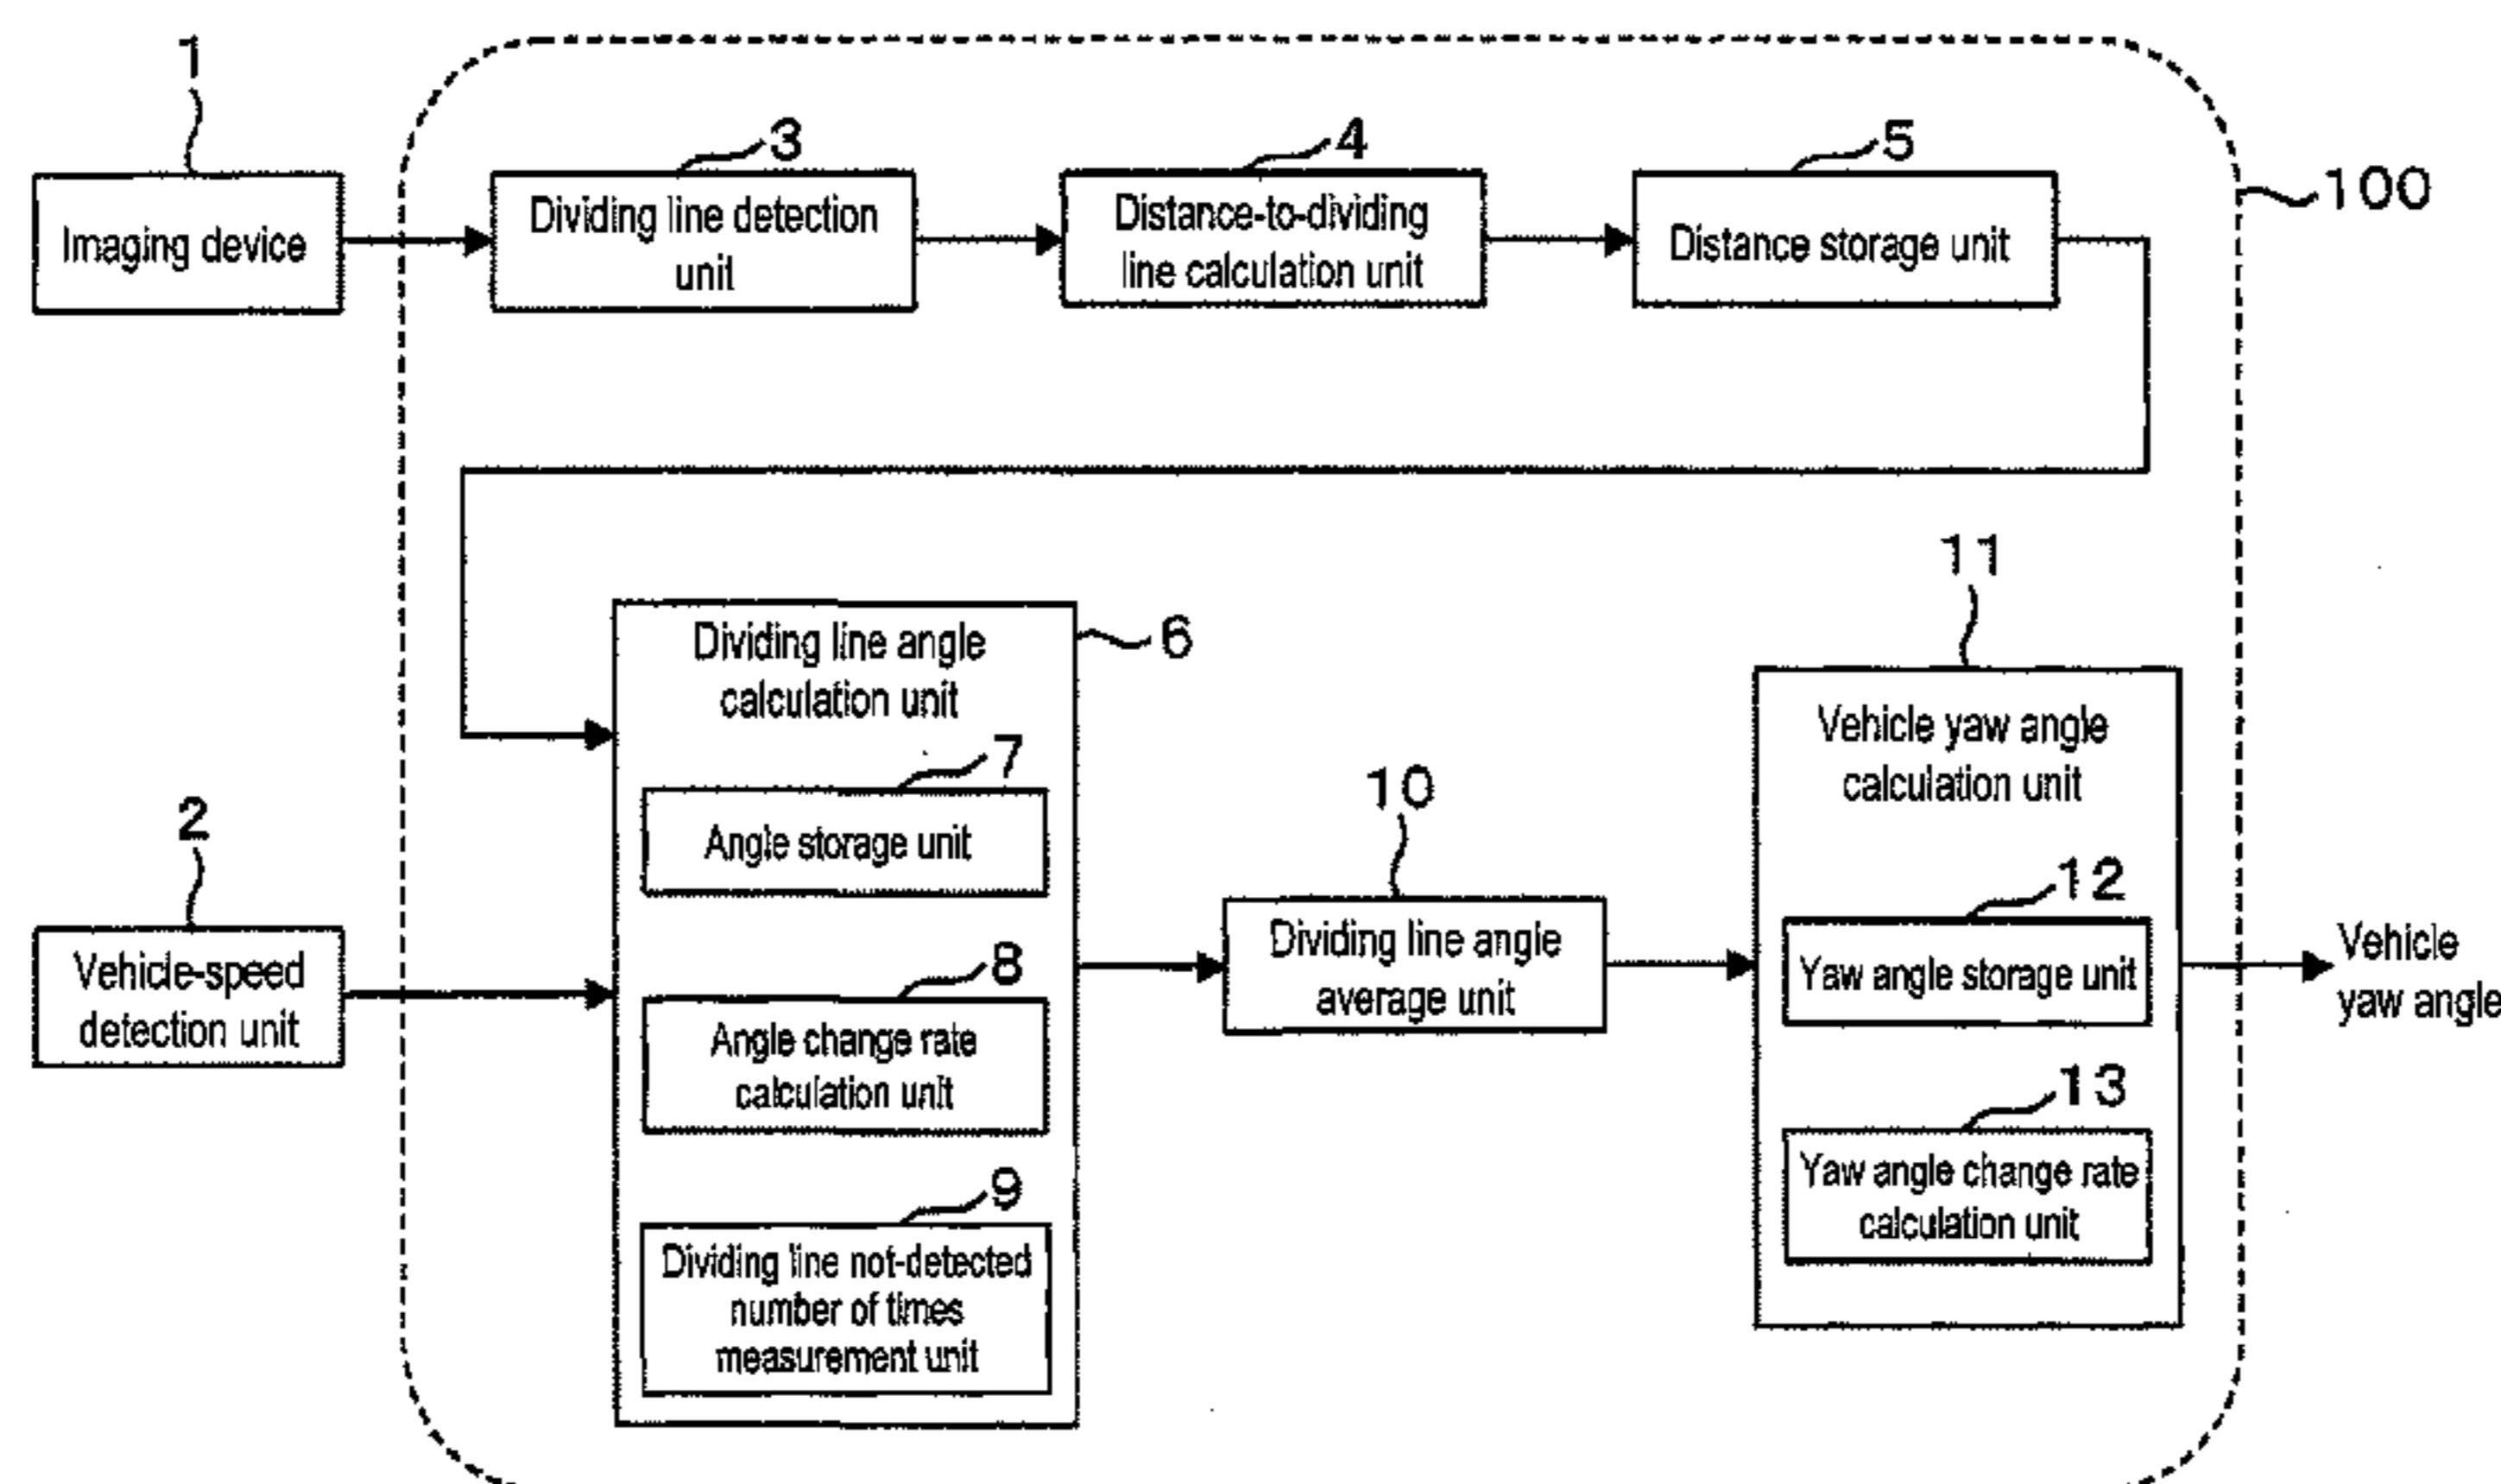 1
3
4
5
100
Imaging device
Dividing line detection
unit
Distance-to-dividing
line calculation unit
Distance storage unit
6
Dividing line angle
calculation unit
7
Angle storage unit
8
Angle change rate
calculation unit
9
Dividing line not-detected
number of times
measurement unit
2
Vehicle-speed
detection unit
10
Dividing line angle
average unit
11
Vehicle yaw angle
calculation unit
12
Yaw angle storage unit
13
Yaw angle change rate
calculation unit
Vehicle
yaw angle